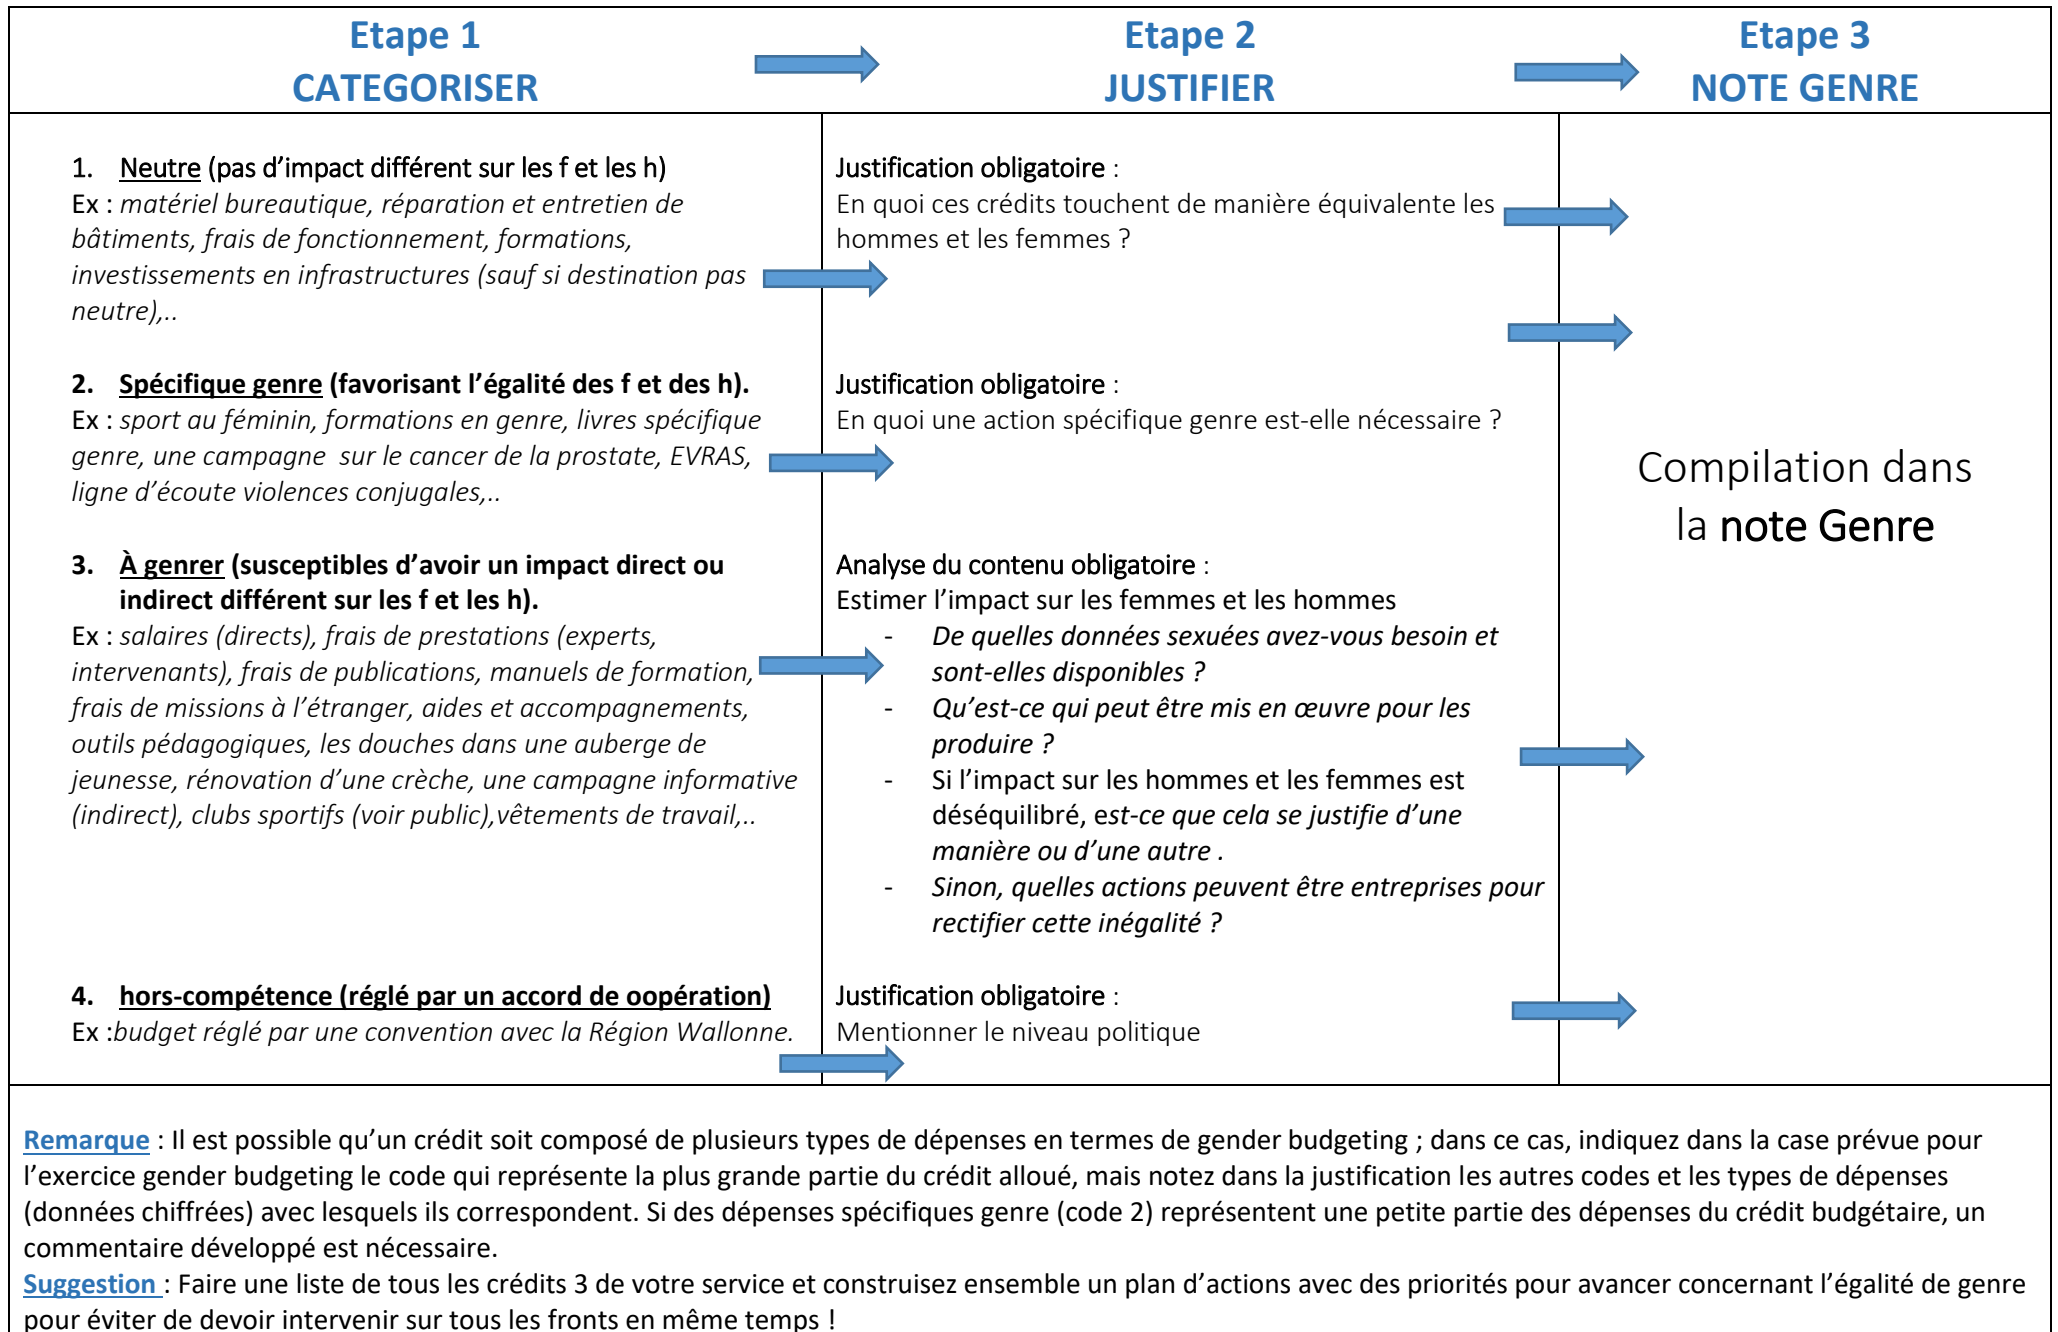 Etape 1
CATEGORISER
Etape 2
JUSTIFIER
Etape 3
NOTE GENRE
1. Neutre (pas d’impact différent sur les f et les h)
Ex : matériel bureautique, réparation et entretien de
bâtiments, frais de fonctionnement, formations,
investissements en infrastructures (sauf si destination pas
neutre),..
2. Spécifique genre (favorisant l’égalité des f et des h).
Ex : sport au féminin, formations en genre, livres spécifique
genre, une campagne sur le cancer de la prostate, EVRAS,
ligne d’écoute violences conjugales,..
3. À genrer (susceptibles d’avoir un impact direct ou
indirect différent sur les f et les h).
Ex : salaires (directs), frais de prestations (experts,
intervenants), frais de publications, manuels de formation,
frais de missions à l’étranger, aides et accompagnements,
outils pédagogiques, les douches dans une auberge de
jeunesse, rénovation d’une crèche, une campagne informative
(indirect), clubs sportifs (voir public),vêtements de travail,..
4. hors-compétence (réglé par un accord de oopération)
Ex :budget réglé par une convention avec la Région Wallonne.
Justification obligatoire :
En quoi ces crédits touchent de manière équivalente les
hommes et les femmes ?
Justification obligatoire :
En quoi une action spécifique genre est-elle nécessaire ?
Analyse du contenu obligatoire :
Estimer l’impact sur les femmes et les hommes
- De quelles données sexuées avez-vous besoin et
sont-elles disponibles ?
- Qu’est-ce qui peut être mis en œuvre pour les
produire ?
- Si l’impact sur les hommes et les femmes est
déséquilibré, est-ce que cela se justifie d’une
manière ou d’une autre .
- Sinon, quelles actions peuvent être entreprises pour
rectifier cette inégalité ?
Justification obligatoire :
Mentionner le niveau politique
Compilation dans
la note Genre
Remarque : Il est possible qu’un crédit soit composé de plusieurs types de dépenses en termes de gender budgeting ; dans ce cas, indiquez dans la case prévue pour
l’exercice gender budgeting le code qui représente la plus grande partie du crédit alloué, mais notez dans la justification les autres codes et les types de dépenses
(données chiffrées) avec lesquels ils correspondent. Si des dépenses spécifiques genre (code 2) représentent une petite partie des dépenses du crédit budgétaire, un
commentaire développé est nécessaire.
Suggestion : Faire une liste de tous les crédits 3 de votre service et construisez ensemble un plan d’actions avec des priorités pour avancer concernant l’égalité de genre
pour éviter de devoir intervenir sur tous les fronts en même temps !